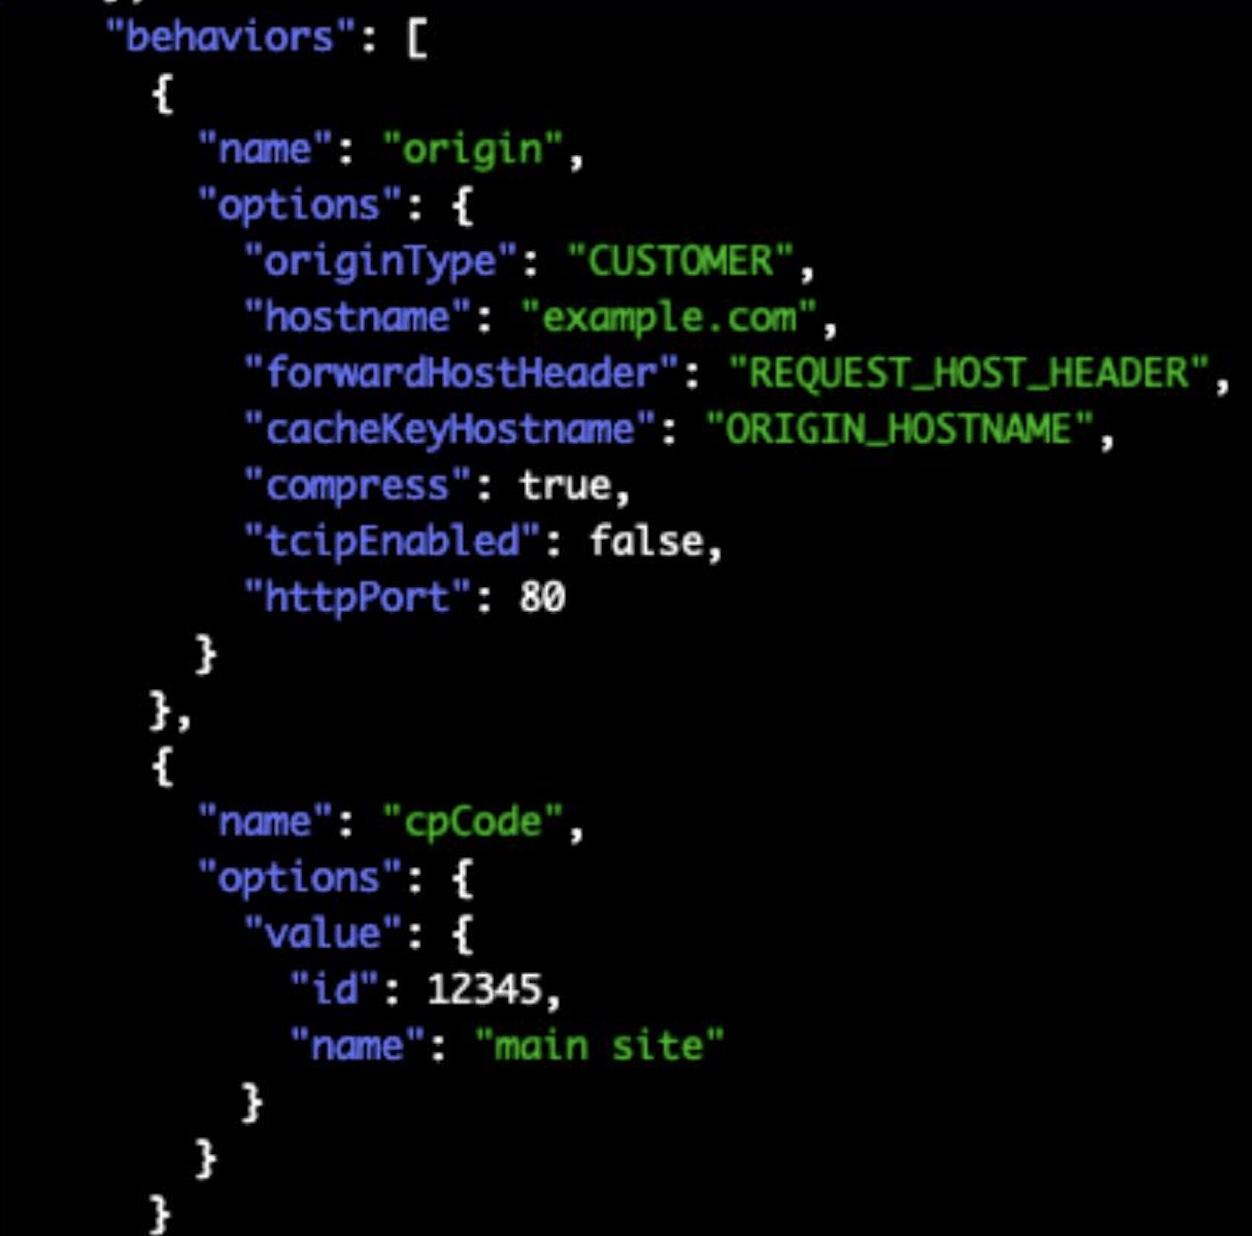 "behaviors": [
{
"name": "origin",
"options": {
"originType": "CUSTOMER",
"hostname": "example.com",
"forwardHostHeader": "REQUEST_HOST_HEADER",
"cacheKeyHostname": "ORIGIN_HOSTNAME",
"compress": true,
"tcipEnabled": false,
"httpPort": 80
}
},
{
"name": "cpCode",
"options": {
"value": {
"id": 12345,
"name": "main site"
}
}
}